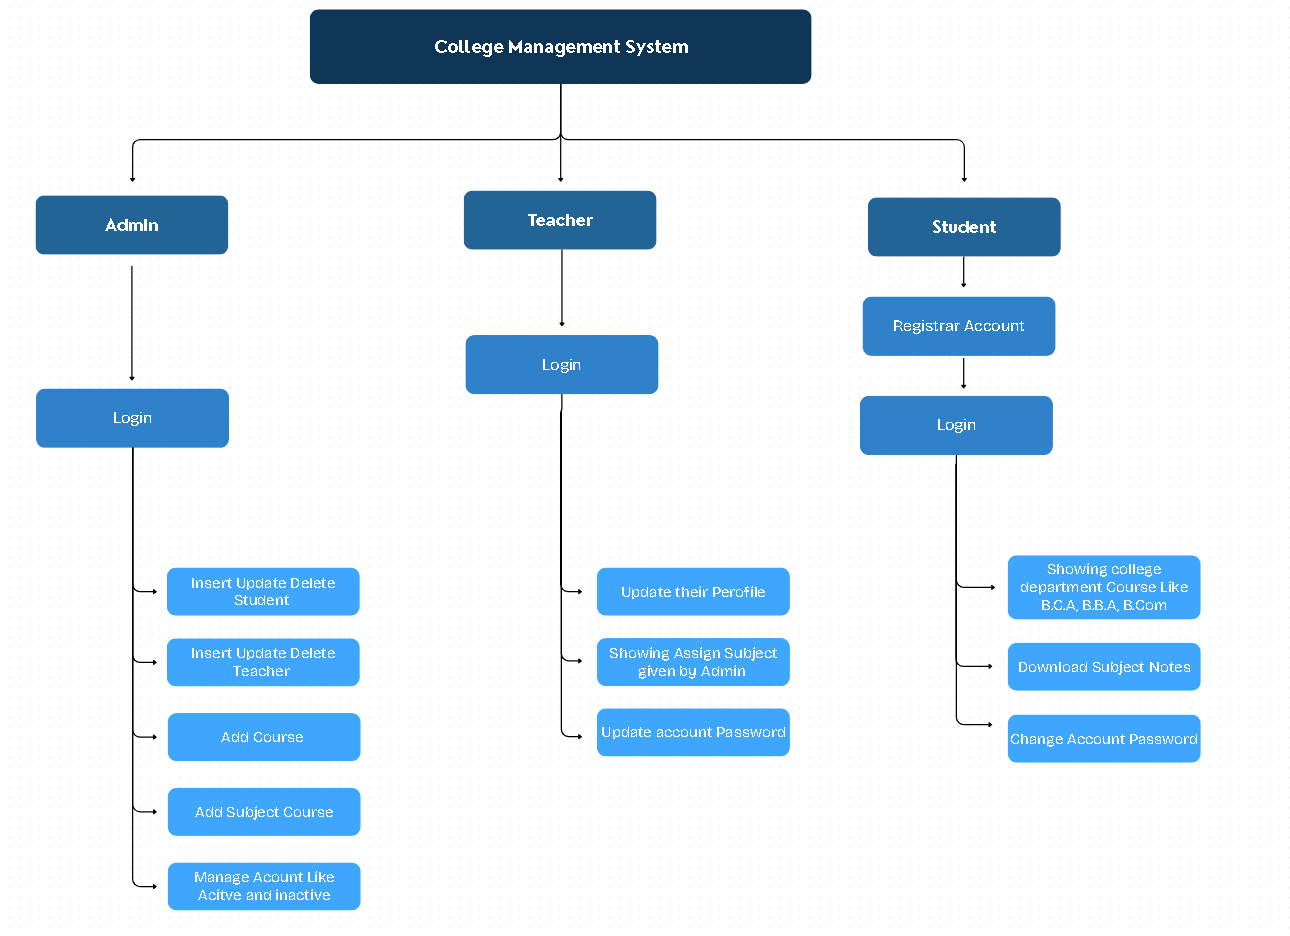 College Management System
AdmIn
Teacher
Student
Registrar Account
Login
Login
Login
Insert Update Delete
Student
Insert Update Delete
Teacher
Add Course
Add Subject Course
Manage Acount Like
Acitve and inactive
Update their Perofile
Showing Assign Subject
given by Admin
Update account Password
Showing college
department Course Like
B.C.A, B.B.A, B.Com
Download Subject Notes
Change Account Password